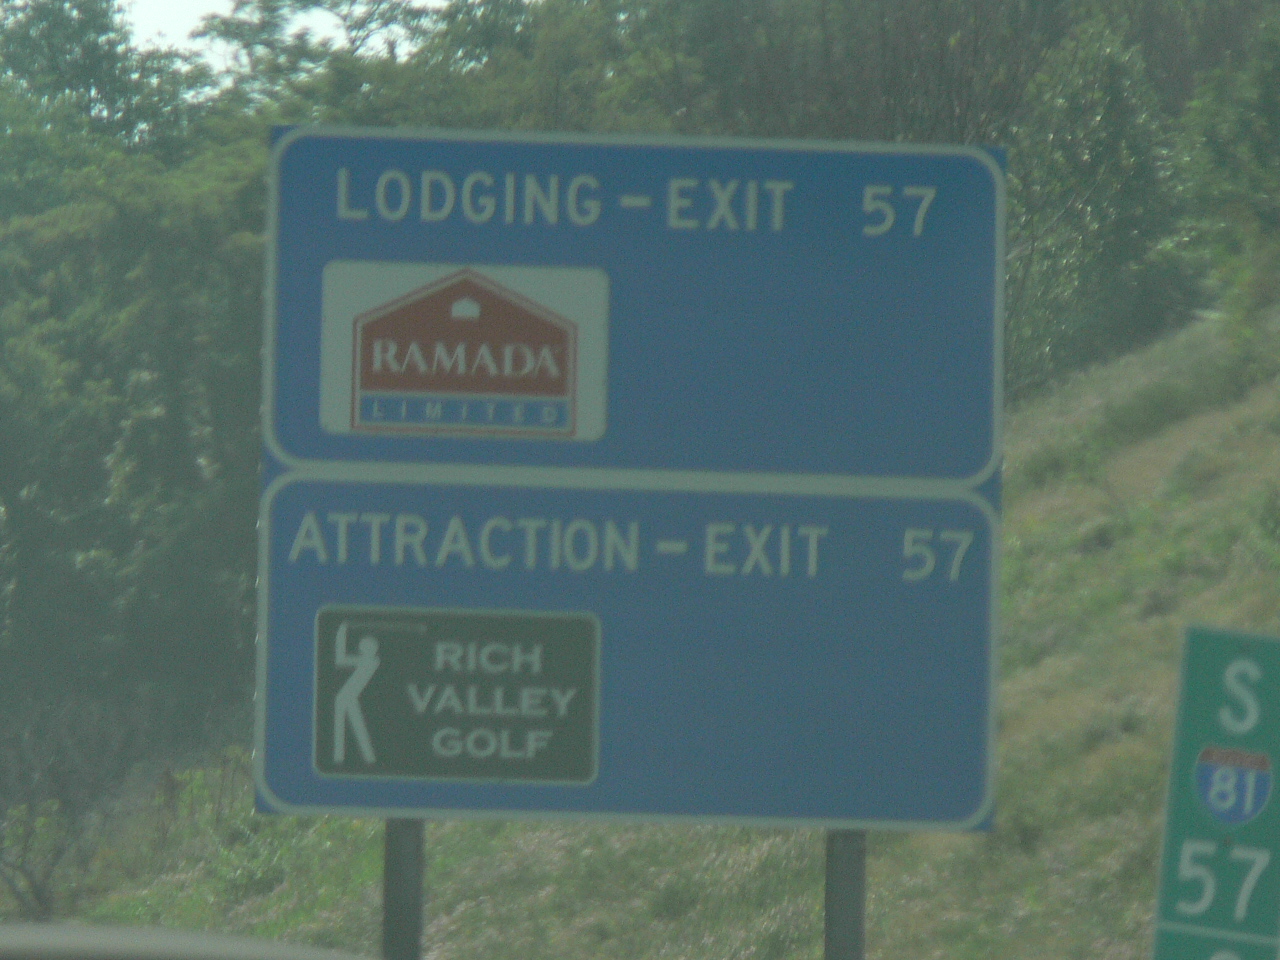 LODGING - EXIT 57
RAMADA
LIMITED
ATTRACTION - EXIT 57
RICH
VALLEY
GOLF
S
81
57